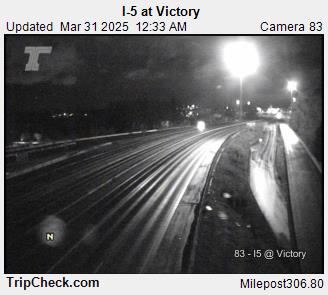 I-5 at Victory
Updated Mar 31 2025 12:33 AM Camera 83
T
N
83 - I5 @ Victory
TripCheck.com Milepost306.80